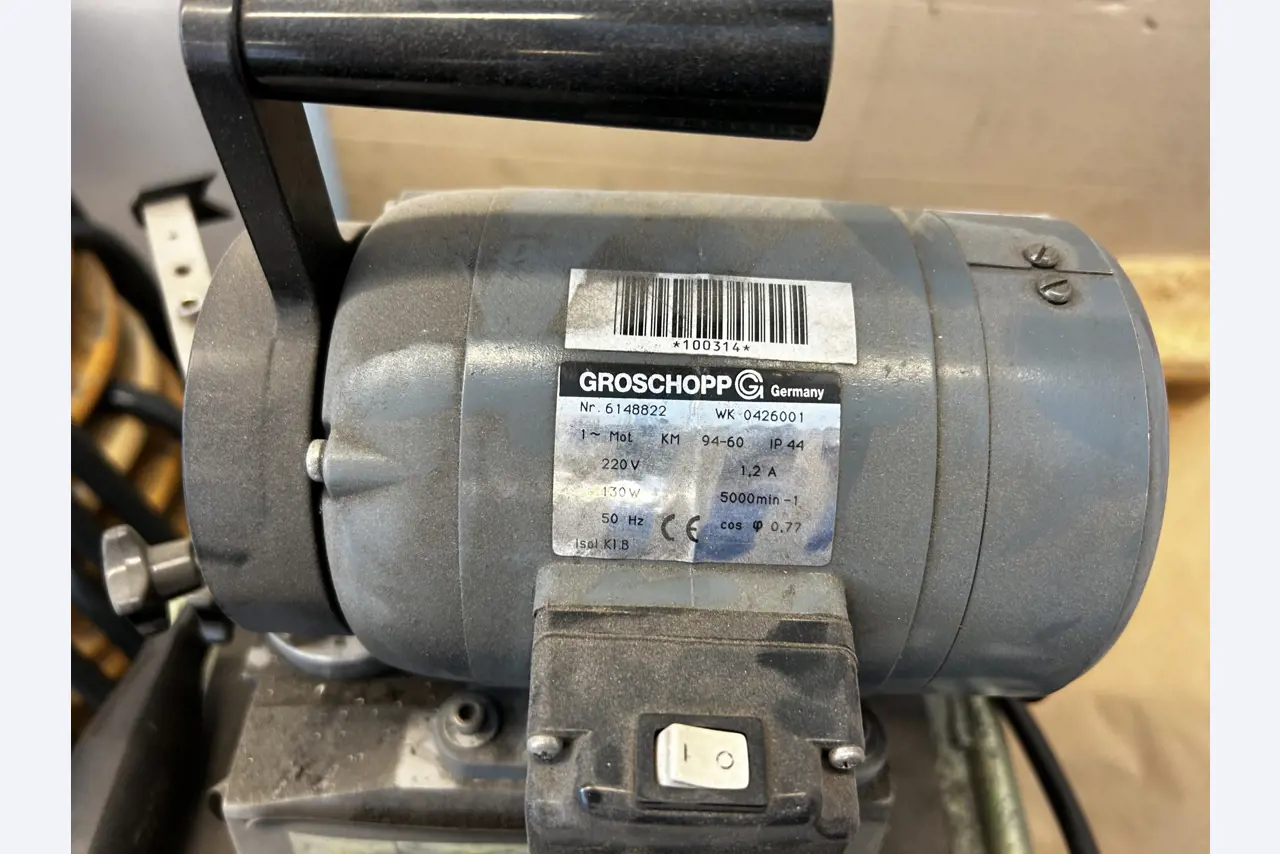 *100314*
GROSCHOPP G Germany
Nr. 6148822 WK 0426001
1~ Mot KM 94-60 IP 44
220V 1,2 A
130W 5000min-1
50 Hz CE cos φ 0,77
Isol.Kl.B
I O